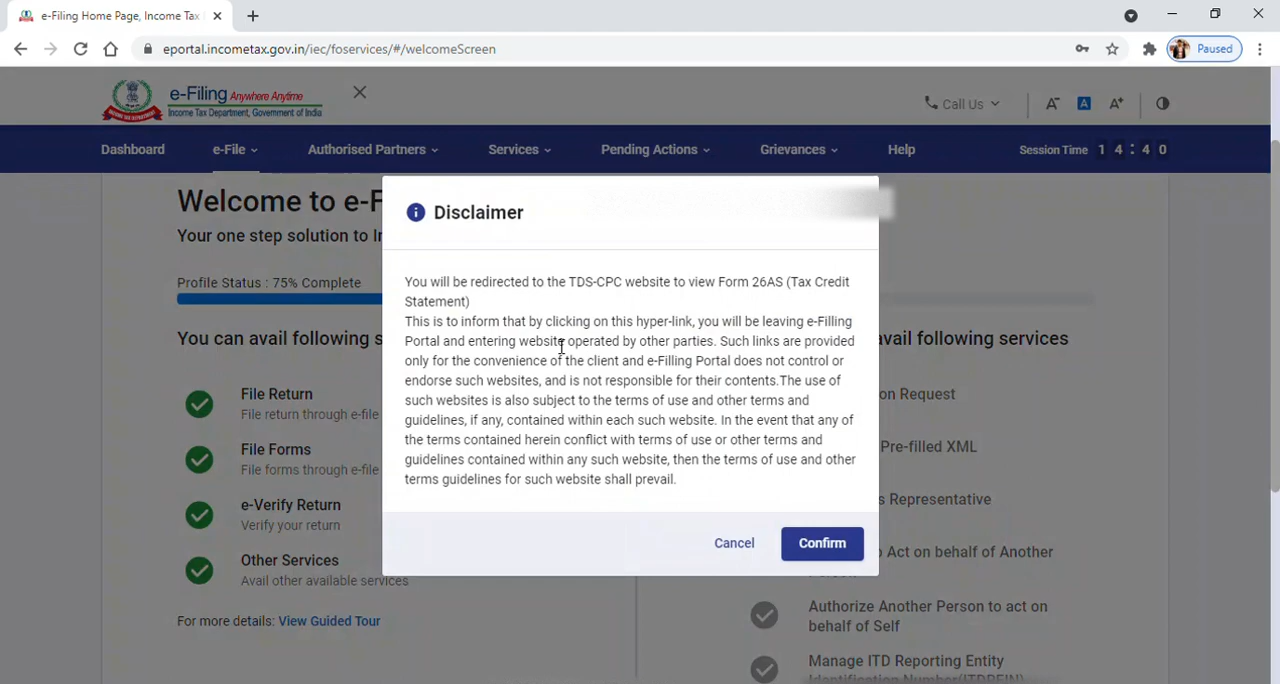 e-Filing Home Page, Income Tax
eportal.incometax.gov.in/iec/foservices/#/welcomeScreen
Paused
e-Filing Anywhere Anytime
Income Tax Department, Government of India
Call Us
A- A A+
Dashboard e-File Authorised Partners Services Pending Actions Grievances Help Session Time 1 4 : 4 0
Welcome to e-F
Your one step solution to I
Profile Status : 75% Complete
You can avail following s
File Return
File return through e-file
File Forms
File forms through e-file
e-Verify Return
Verify your return
Other Services
Avail other available services
For more details: View Guided Tour
Disclaimer
You will be redirected to the TDS-CPC website to view Form 26AS (Tax Credit
Statement)
This is to inform that by clicking on this hyper-link, you will be leaving e-Filling
Portal and entering website operated by other parties. Such links are provided
only for the convenience of the client and e-Filling Portal does not control or
endorse such websites, and is not responsible for their contents.The use of
such websites is also subject to the terms of use and other terms and
guidelines, if any, contained within each such website. In the event that any of
the terms contained herein conflict with terms of use or other terms and
guidelines contained within any such website, then the terms of use and other
terms guidelines for such website shall prevail.
Cancel Confirm
avail following services
on Request
Pre-filled XML
s Representative
o Act on behalf of Another
Authorize Another Person to act on
behalf of Self
Manage ITD Reporting Entity
Identification Number(ITDREIN)